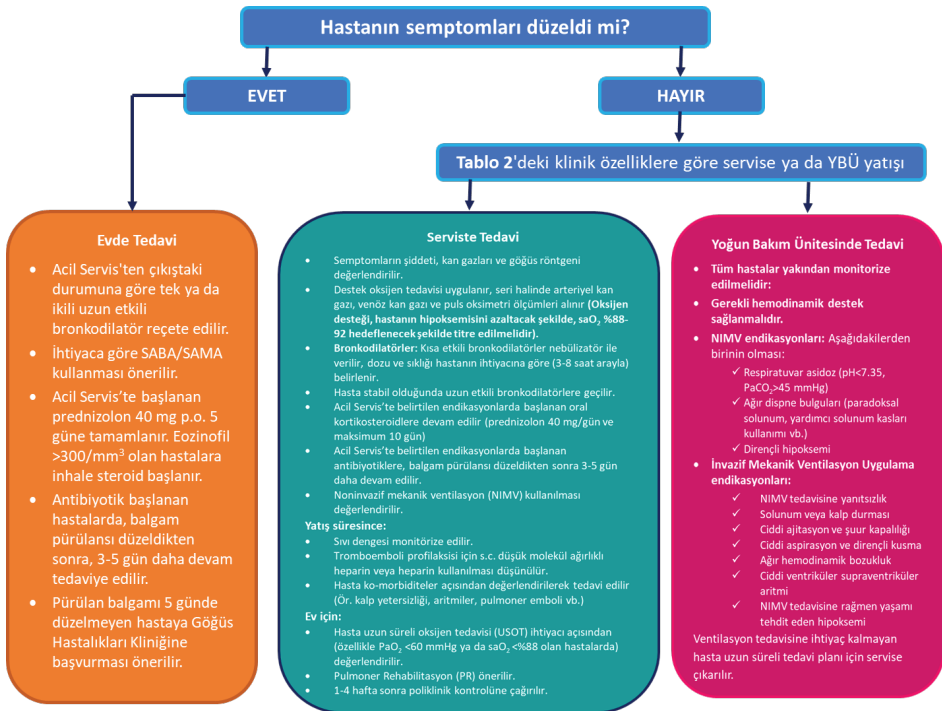 Hastanın semptomları düzeldi mi?
EVET
HAYIR
Tablo 2'deki klinik özelliklere göre servise ya da YBÜ yatışı
Evde Tedavi
• Acil Servis'ten çıkıştaki
durumuna göre tek ya da
ikili uzun etkili
bronkodilatör reçete edilir.
• İhtiyaca göre SABA/SAMA
kullanması önerilir.
• Acil Servis'te başlanan
prednizolon 40 mg p.o. 5
güne tamamlanır. Eozinofil
>300/mm³ olan hastalara
inhale steroid başlanır.
• Antibiyotik başlanan
hastalarda, balgam
pürülansı düzeldikten
sonra, 3-5 gün daha devam
tedaviye edilir.
• Pürülan balgamı 5 günde
düzelmeyen hastaya Göğüs
Hastalıkları Kliniğine
başvurması önerilir.
Serviste Tedavi
• Semptomların şiddeti, kan gazları ve göğüs röntgeni
değerlendirilir.
• Destek oksijen tedavisi uygulanır, seri halinde arteriyel kan
gazı, venöz kan gazı ve puls oksimetri ölçümleri alınır (Oksijen
desteği, hastanın hipoksemisini azaltacak şekilde, saO₂ %88-
92 hedeflenecek şekilde titre edilmelidir).
• Bronkodilatörler: Kısa etkili bronkodilatörler nebülizatör ile
verilir, dozu ve sıklığı hastanın ihtiyacına göre (3-8 saat arayla)
belirlenir.
• Hasta stabil olduğunda uzun etkili bronkodilatörlere geçilir.
• Acil Servis'te belirtilen endikasyonlarda başlanan oral
kortikosteroidlere devam edilir (prednizolon 40 mg/gün ve
maksimum 10 gün)
• Acil Servis'te belirtilen endikasyonlarda başlanan
antibiyotiklere, balgam pürülansı düzeldikten sonra 3-5 gün
daha devam edilir.
• Noninvazif mekanik ventilasyon (NIMV) kullanılması
değerlendirilir.
Yatış süresince:
• Sıvı dengesi monitörize edilir.
• Tromboemboli profilaksisi için s.c. düşük molekül ağırlıklı
heparin veya heparin kullanılması düşünülür.
• Hasta ko-morbiditeler açısından değerlendirilerek tedavi edilir
(Ör. kalp yetersizliği, aritmiler, pulmoner emboli vb.)
Ev için:
• Hasta uzun süreli oksijen tedavisi (USOT) ihtiyacı açısından
(özellikle PaO₂ <60 mmHg ya da saO₂ <%88 olan hastalarda)
değerlendirilir.
• Pulmoner Rehabilitasyon (PR) önerilir.
• 1-4 hafta sonra poliklinik kontrolüne çağırılır.
Yoğun Bakım Ünitesinde Tedavi
• Tüm hastalar yakından monitorize
edilmelidir:
• Gerekli hemodinamik destek
sağlanmalıdır.
• NIMV endikasyonları: Aşağıdakilerden
birinin olması:
✓ Respiratuvar asidoz (pH<7.35,
PaCO₂>45 mmHg)
✓ Ağır dispne bulguları (paradoksal
solunum, yardımcı solunum kasları
kullanımı vb.)
✓ Dirençli hipoksemi
• İnvazif Mekanik Ventilasyon Uygulama
endikasyonları:
✓ NIMV tedavisine yanıtsızlık
✓ Solunum veya kalp durması
✓ Ciddi ajitasyon ve şuur kapalılığı
✓ Ciddi aspirasyon ve dirençli kusma
✓ Ağır hemodinamik bozukluk
✓ Ciddi ventriküler supraventriküler
aritmi
✓ NIMV tedavisine rağmen yaşamı
tehdit eden hipoksemi
Ventilasyon tedavisine ihtiyaç kalmayan
hasta uzun süreli tedavi planı için servise
çıkarılır.